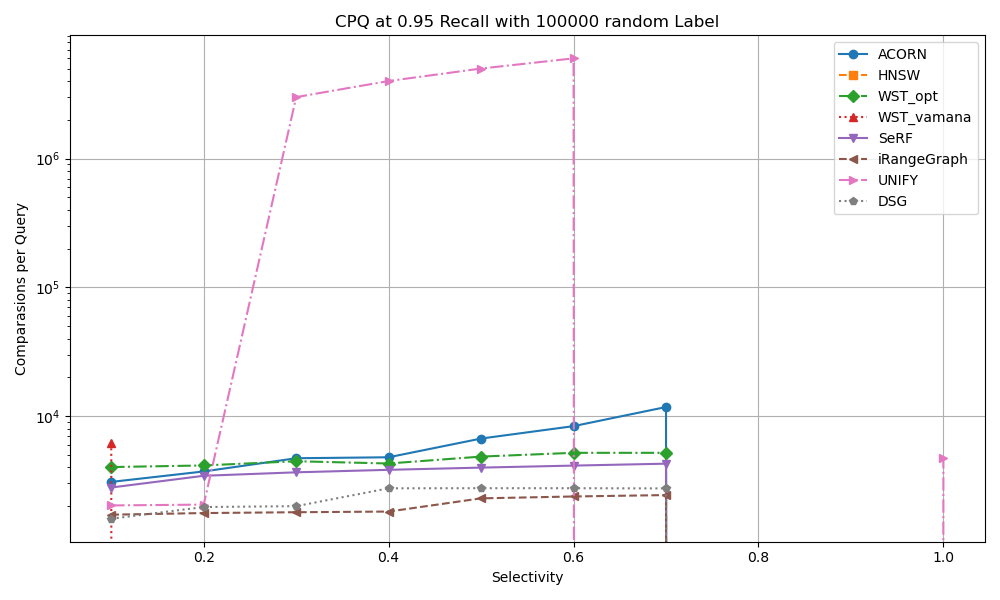 CPQ at 0.95 Recall with 100000 random Label
Comparasions per Query
10^6
10^5
10^4
0.2
0.4
0.6
0.8
1.0
Selectivity
ACORN
HNSW
WST_opt
WST_vamana
SeRF
iRangeGraph
UNIFY
DSG